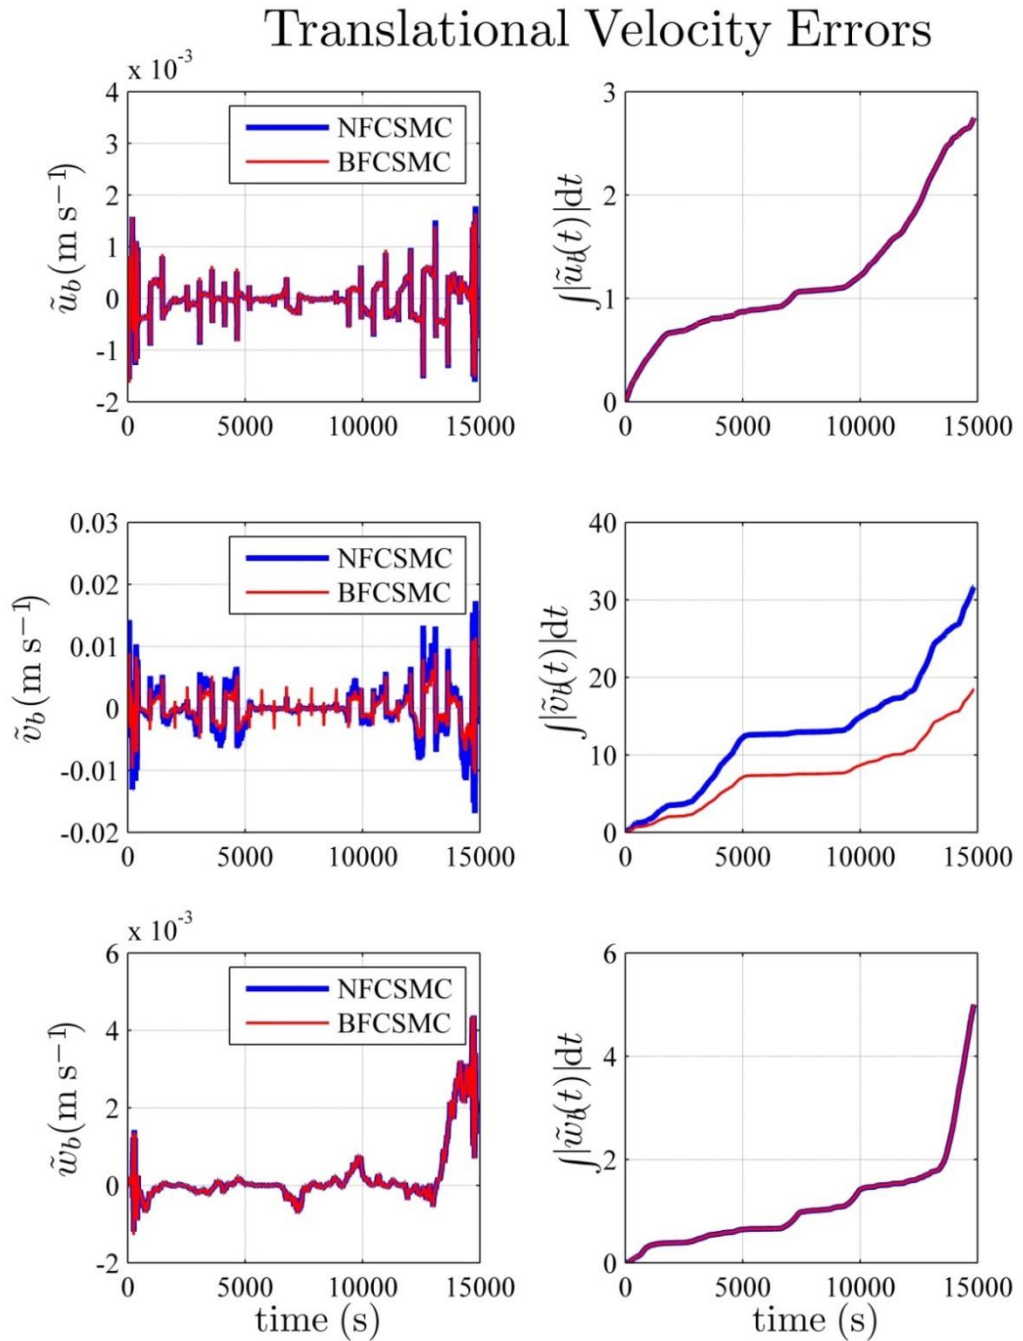 Translational Velocity Errors
x 10⁻³
4
3
2
1
0
-1
-2
0 5000 10000 15000
ũ_b(m s⁻¹)
NFCSMC
BFCSMC
3
2
1
0
0 5000 10000 15000
∫|ũ_b(t)|dt
0.03
0.02
0.01
0
-0.01
-0.02
0 5000 10000 15000
ṽ_b(m s⁻¹)
NFCSMC
BFCSMC
40
30
20
10
0
0 5000 10000 15000
∫|ṽ_b(t)|dt
x 10⁻³
6
4
2
0
-2
0 5000 10000 15000
w̃_b(m s⁻¹)
time (s)
NFCSMC
BFCSMC
6
4
2
0
0 5000 10000 15000
∫|w̃_b(t)|dt
time (s)